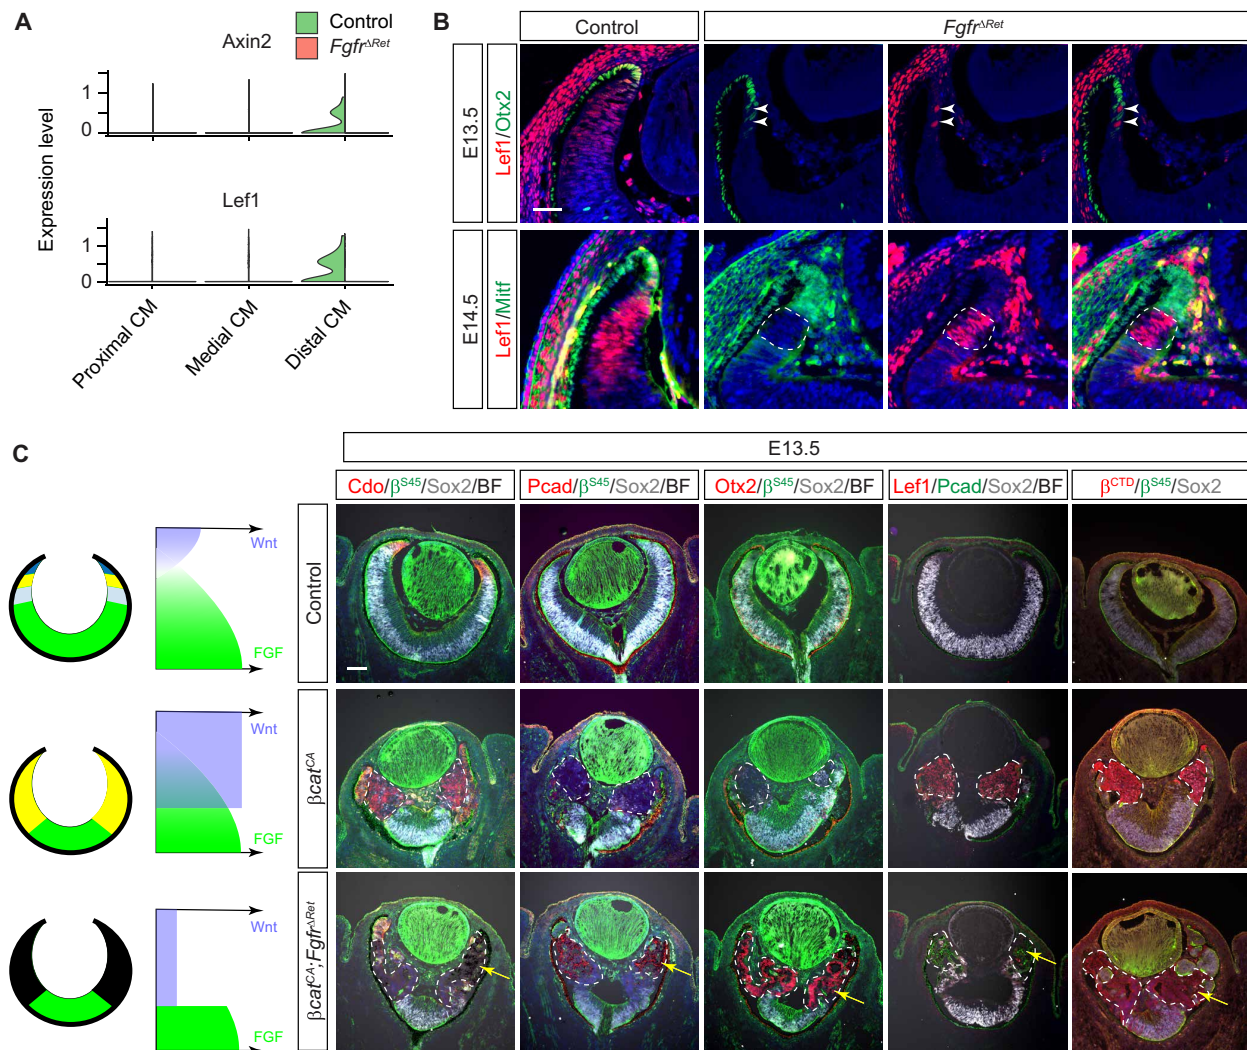 A
Control
Fgfr^ΔRet
Axin2
1
0
Lef1
1
0
Expression level
Proximal CM
Medial CM
Distal CM
B
Control
Fgfr^ΔRet
E13.5
Lef1/Otx2
E14.5
Lef1/Mitf
C
E13.5
Cdo/β^S45/Sox2/BF
Pcad/β^S45/Sox2/BF
Otx2/β^S45/Sox2/BF
Lef1/Pcad/Sox2/BF
β^CTD/β^S45/Sox2
Wnt
FGF
Control
Wnt
FGF
βcat^CA
Wnt
FGF
βcat^CA;Fgfr^ΔRet